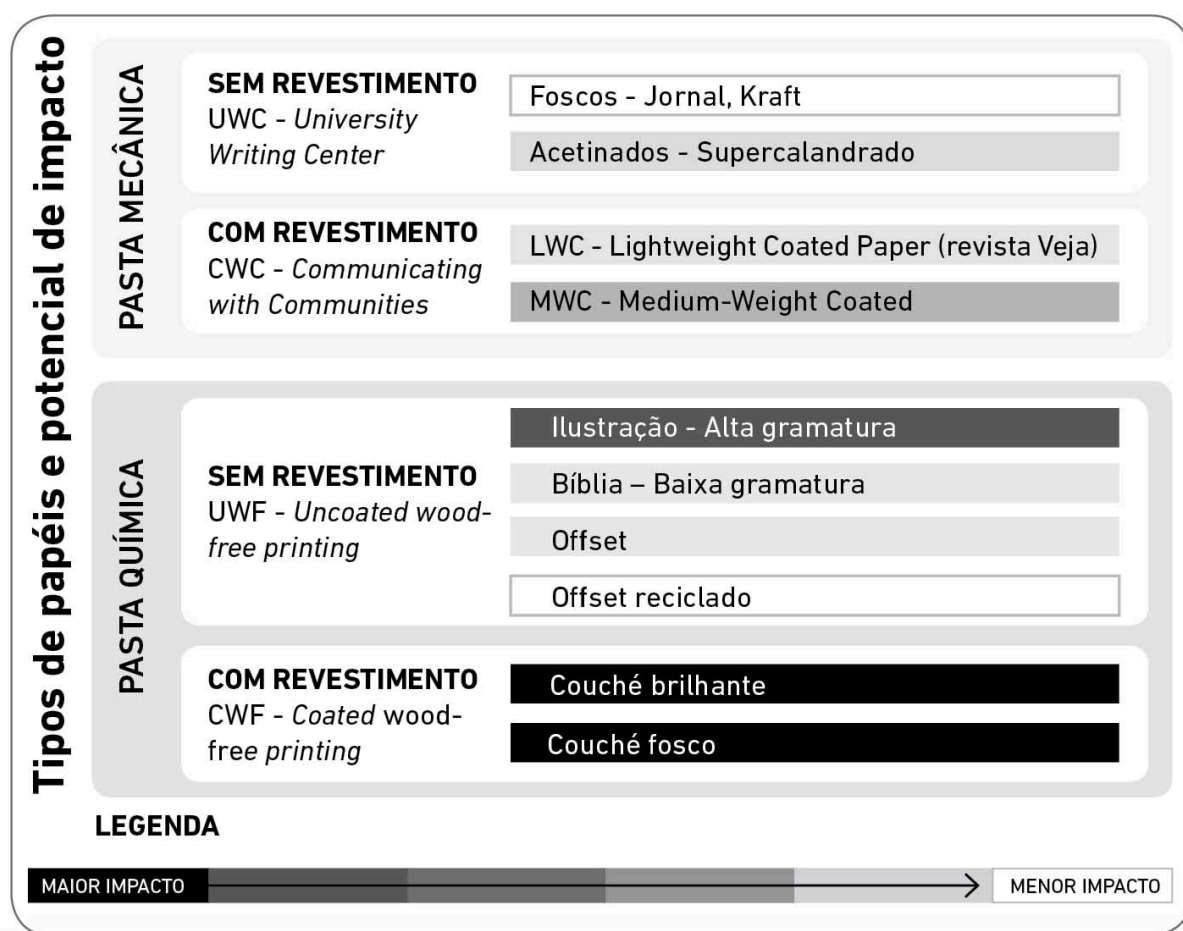 Tipos de papéis e potencial de impacto
PASTA MECÂNICA
SEM REVESTIMENTO
UWC - University
Writing Center
Foscos - Jornal, Kraft
Acetinados - Supercalandrado
COM REVESTIMENTO
CWC - Communicating
with Communities
LWC - Lightweight Coated Paper (revista Veja)
MWC - Medium-Weight Coated
PASTA QUÍMICA
SEM REVESTIMENTO
UWF - Uncoated wood-
free printing
Ilustração - Alta gramatura
Bíblia – Baixa gramatura
Offset
Offset reciclado
COM REVESTIMENTO
CWF - Coated wood-
free printing
Couché brilhante
Couché fosco
LEGENDA
MAIOR IMPACTO
MENOR IMPACTO